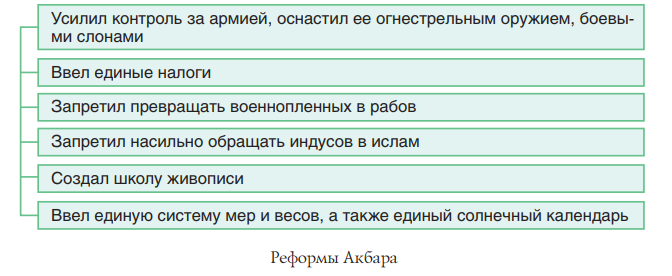 Усилил контроль за армией, оснастил ее огнестрельным оружием, боевы-
ми слонами
Ввел единые налоги
Запретил превращать военнопленных в рабов
Запретил насильно обращать индусов в ислам
Создал школу живописи
Ввел единую систему мер и весов, а также единый солнечный календарь
Реформы Акбара